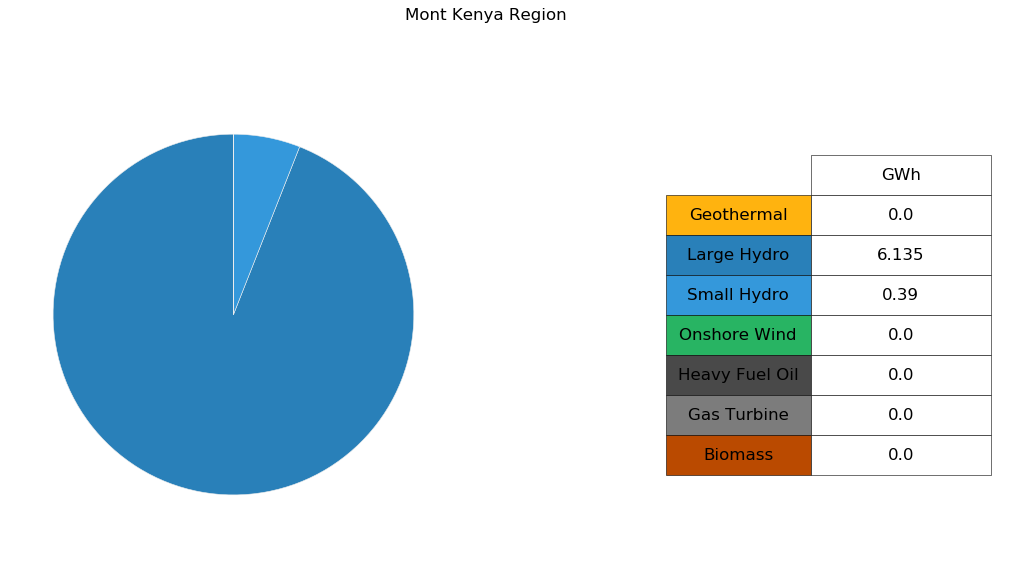 Mont Kenya Region
GWh
Geothermal 0.0
Large Hydro 6.135
Small Hydro 0.39
Onshore Wind 0.0
Heavy Fuel Oil 0.0
Gas Turbine 0.0
Biomass 0.0